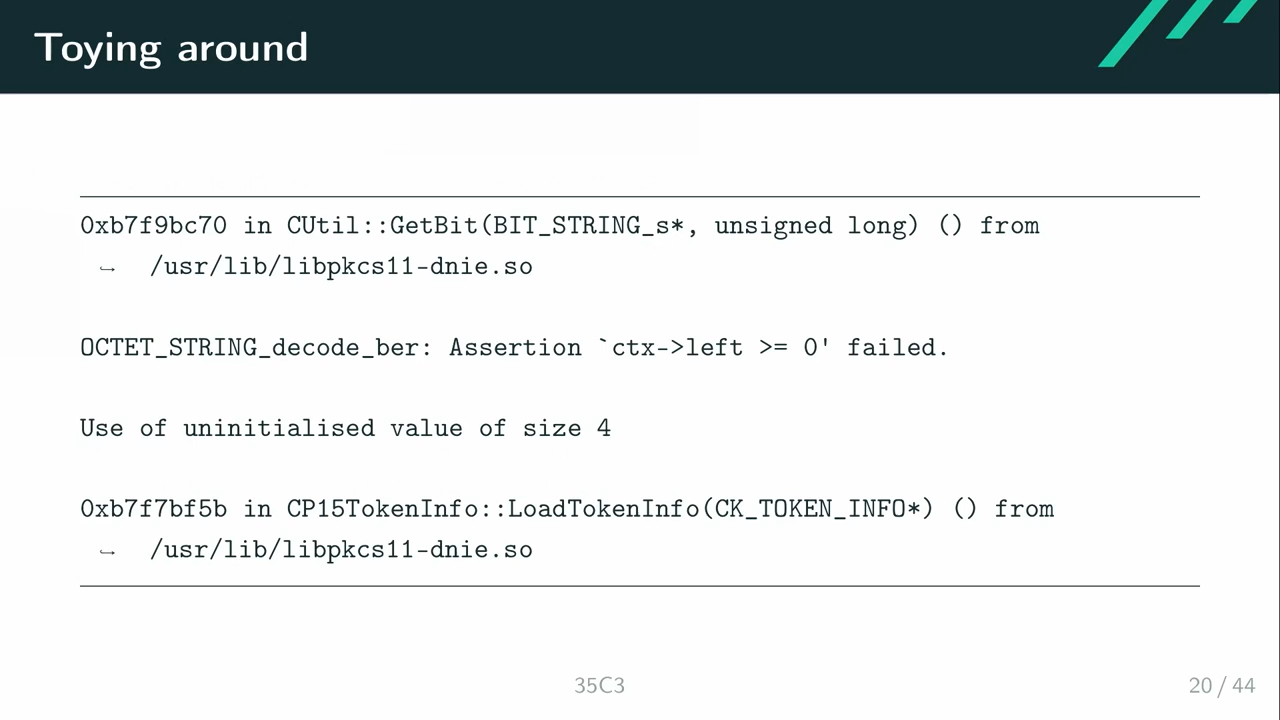 Toying around
0xb7f9bc70 in CUtil::GetBit(BIT_STRING_s*, unsigned long) () from
↪ /usr/lib/libpkcs11-dnie.so
OCTET_STRING_decode_ber: Assertion `ctx->left >= 0' failed.
Use of uninitialised value of size 4
0xb7f7bf5b in CP15TokenInfo::LoadTokenInfo(CK_TOKEN_INFO*) () from
↪ /usr/lib/libpkcs11-dnie.so
35C3
20 / 44